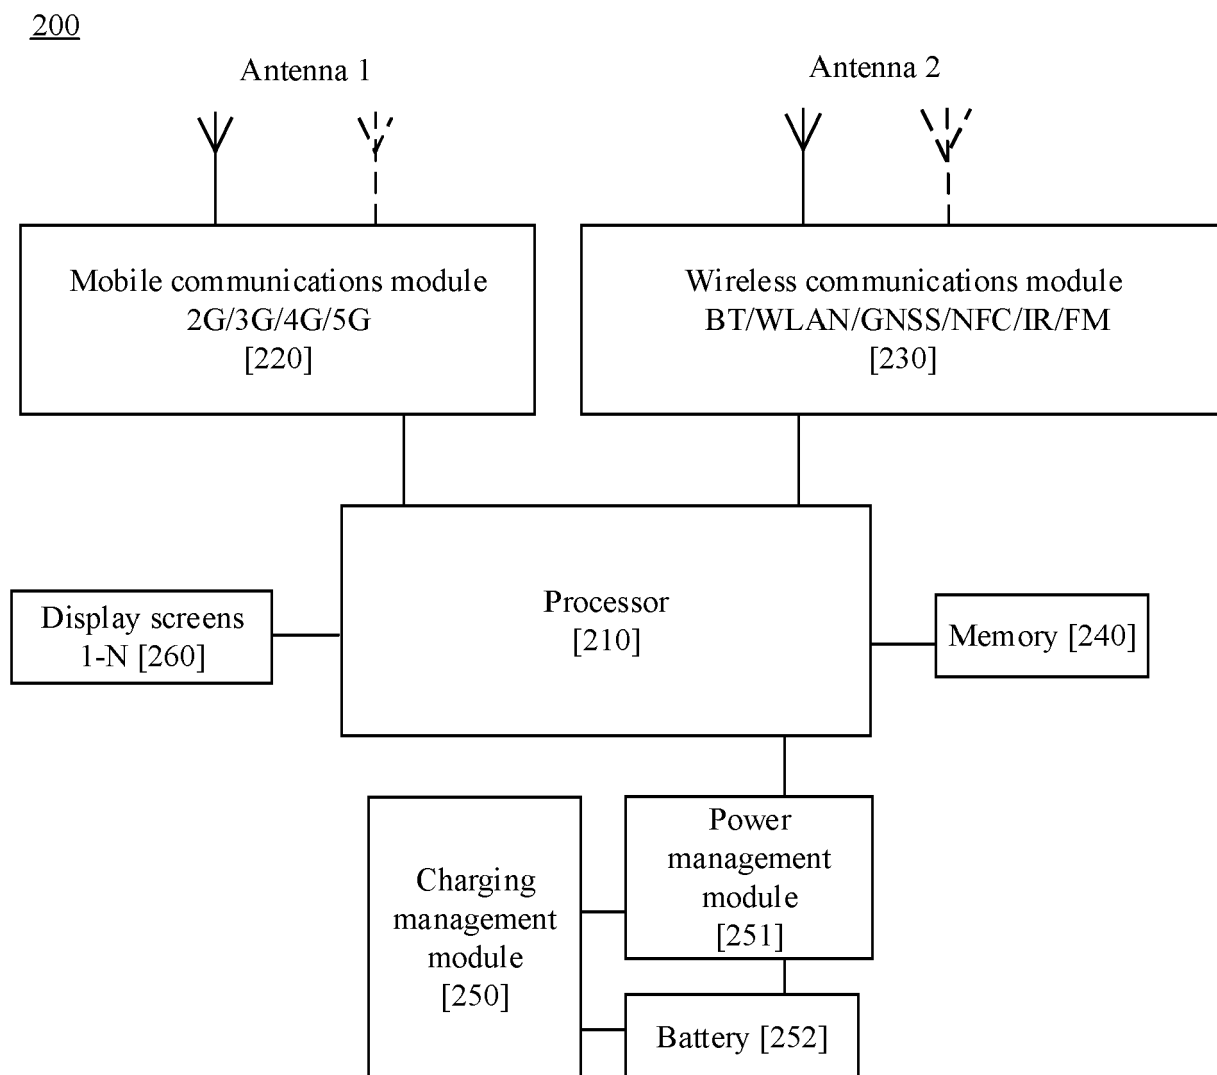 200
Antenna 1
Antenna 2
Mobile communications module
2G/3G/4G/5G
[220]
Wireless communications module
BT/WLAN/GNSS/NFC/IR/FM
[230]
Processor
[210]
Display screens
1-N [260]
Memory [240]
Power
management
module
[251]
Charging
management
module
[250]
Battery [252]